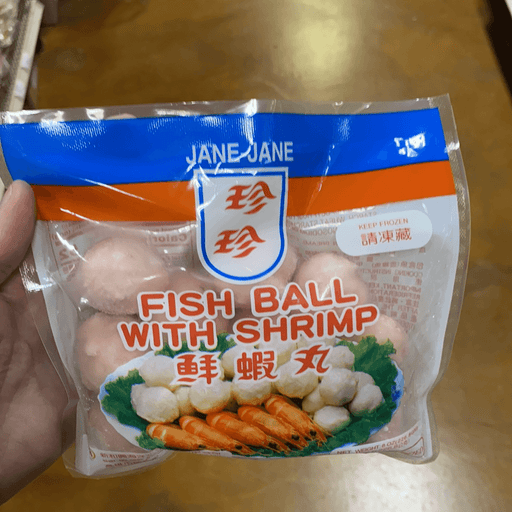 JANE JANE
珍
珍
KEEP FROZEN
請凍藏
FISH BALL
WITH SHRIMP
鮮蝦丸